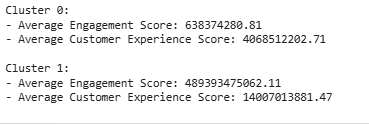 Cluster 0:
- Average Engagement Score: 638374280.81
- Average Customer Experience Score: 4068512202.71
Cluster 1:
- Average Engagement Score: 489393475062.11
- Average Customer Experience Score: 14007013881.47